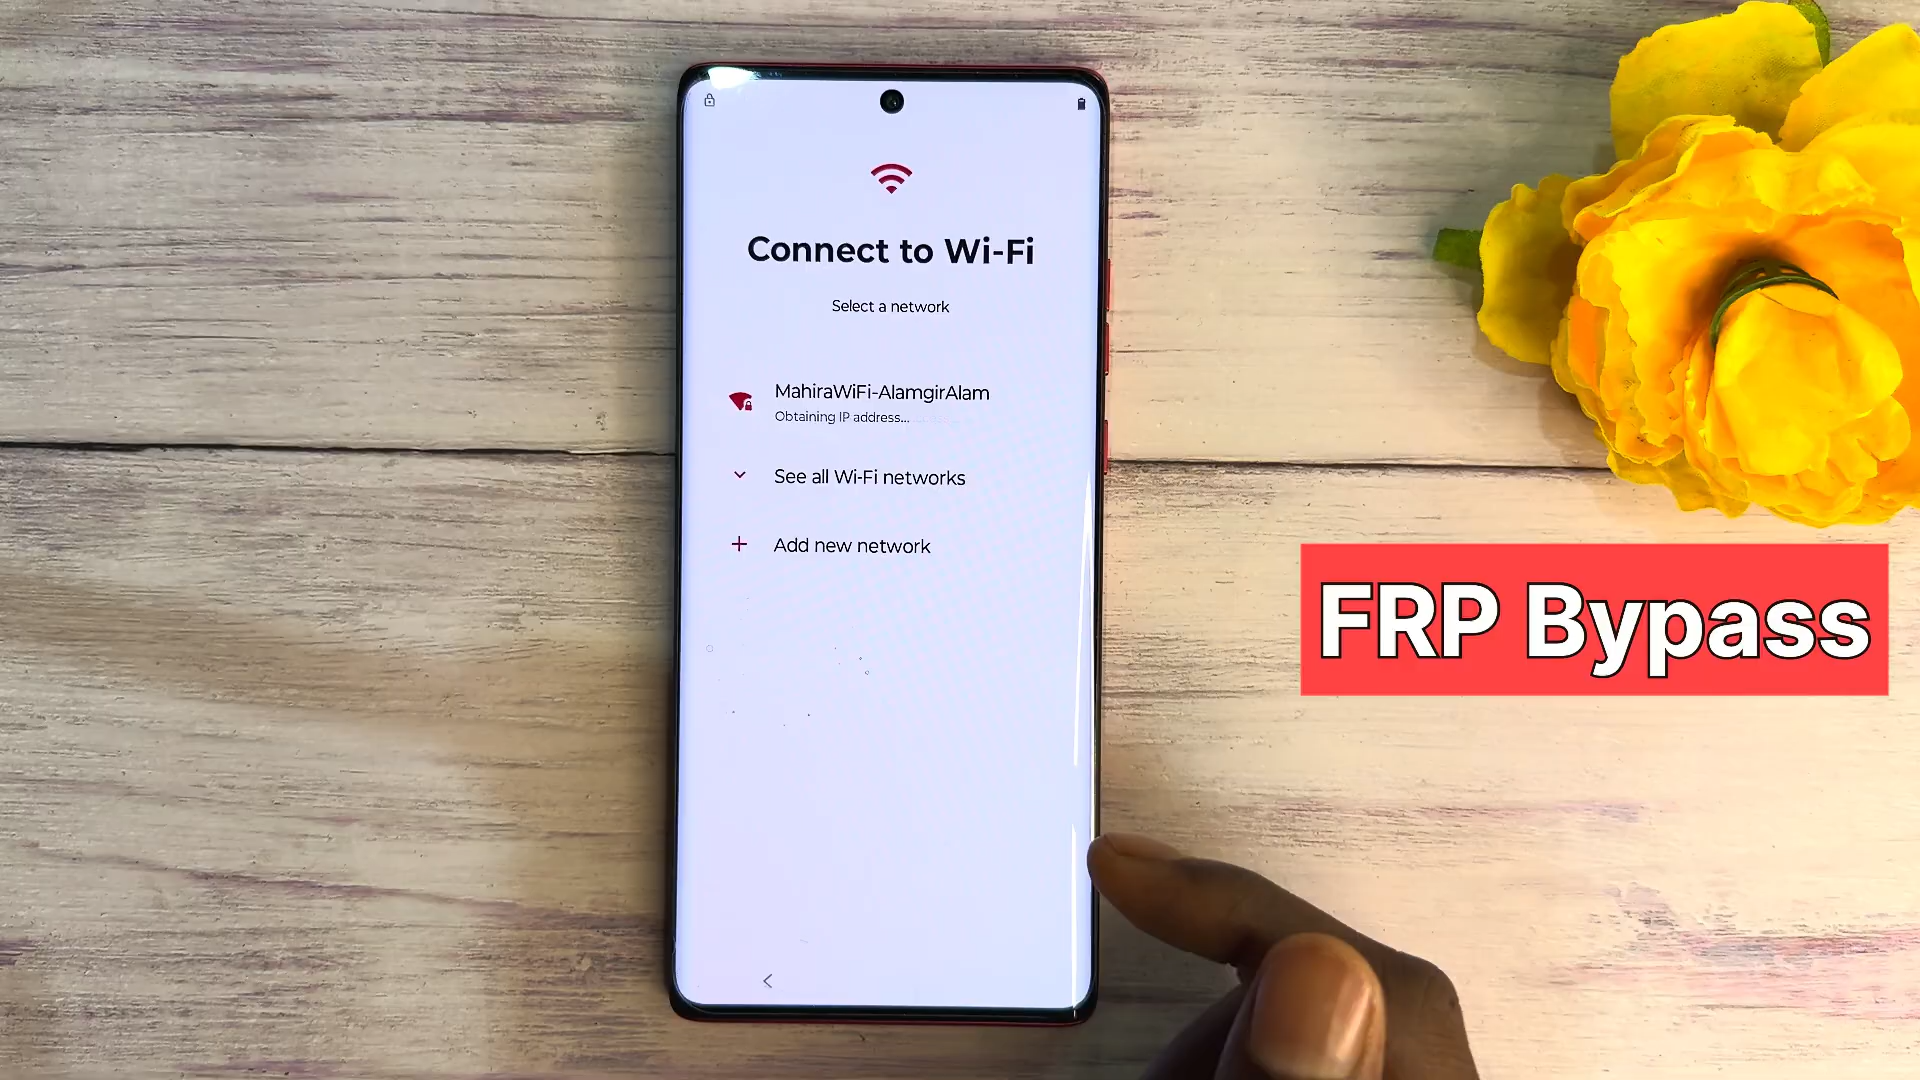 Connect to Wi-Fi
Select a network
MahiraWiFi-AlamgirAlam
Obtaining IP address...
See all Wi-Fi networks
Add new network
FRP Bypass